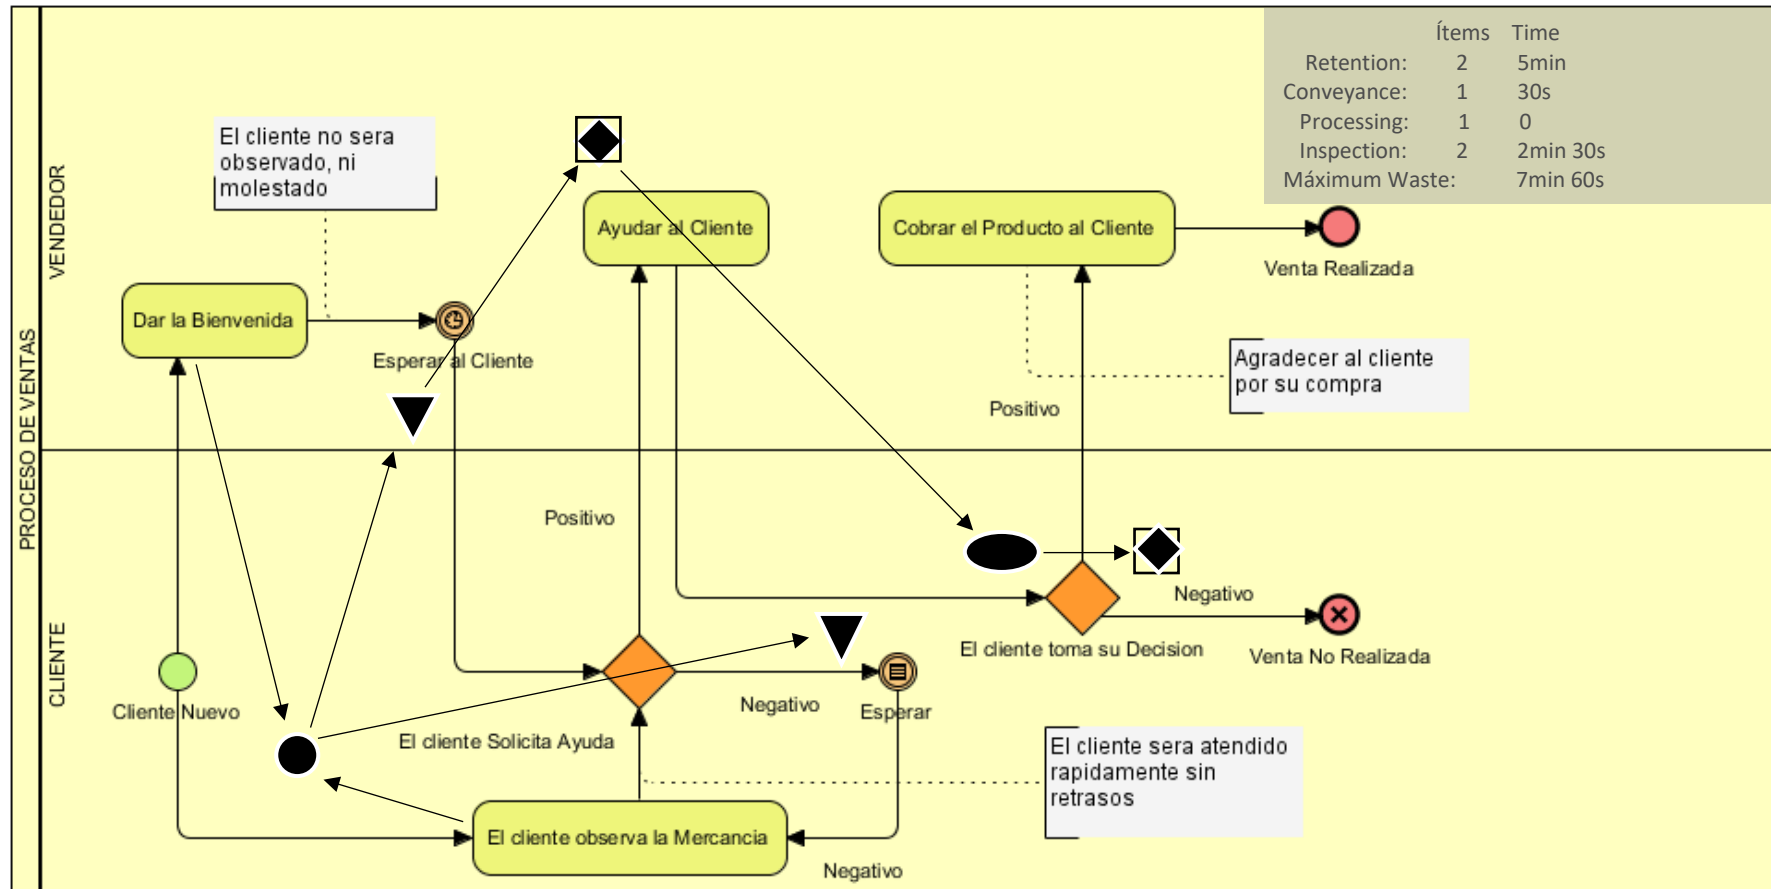 Ítems Time
Retention: 2 5min
Conveyance: 1 30s
Processing: 1 0
Inspection: 2 2min 30s
Máximum Waste: 7min 60s
PROCESO DE VENTAS
VENDEDOR
El cliente no sera
observado, ni
molestado
Ayudar al Cliente
Cobrar el Producto al Cliente
Venta Realizada
Dar la Bienvenida
Esperar al Cliente
Agradecer al cliente
por su compra
Positivo
CLIENTE
Positivo
Negativo
El cliente toma su Decision
Venta No Realizada
Cliente Nuevo
El cliente Solicita Ayuda
Negativo
Esperar
El cliente sera atendido
rapidamente sin
retrasos
El cliente observa la Mercancia
Negativo